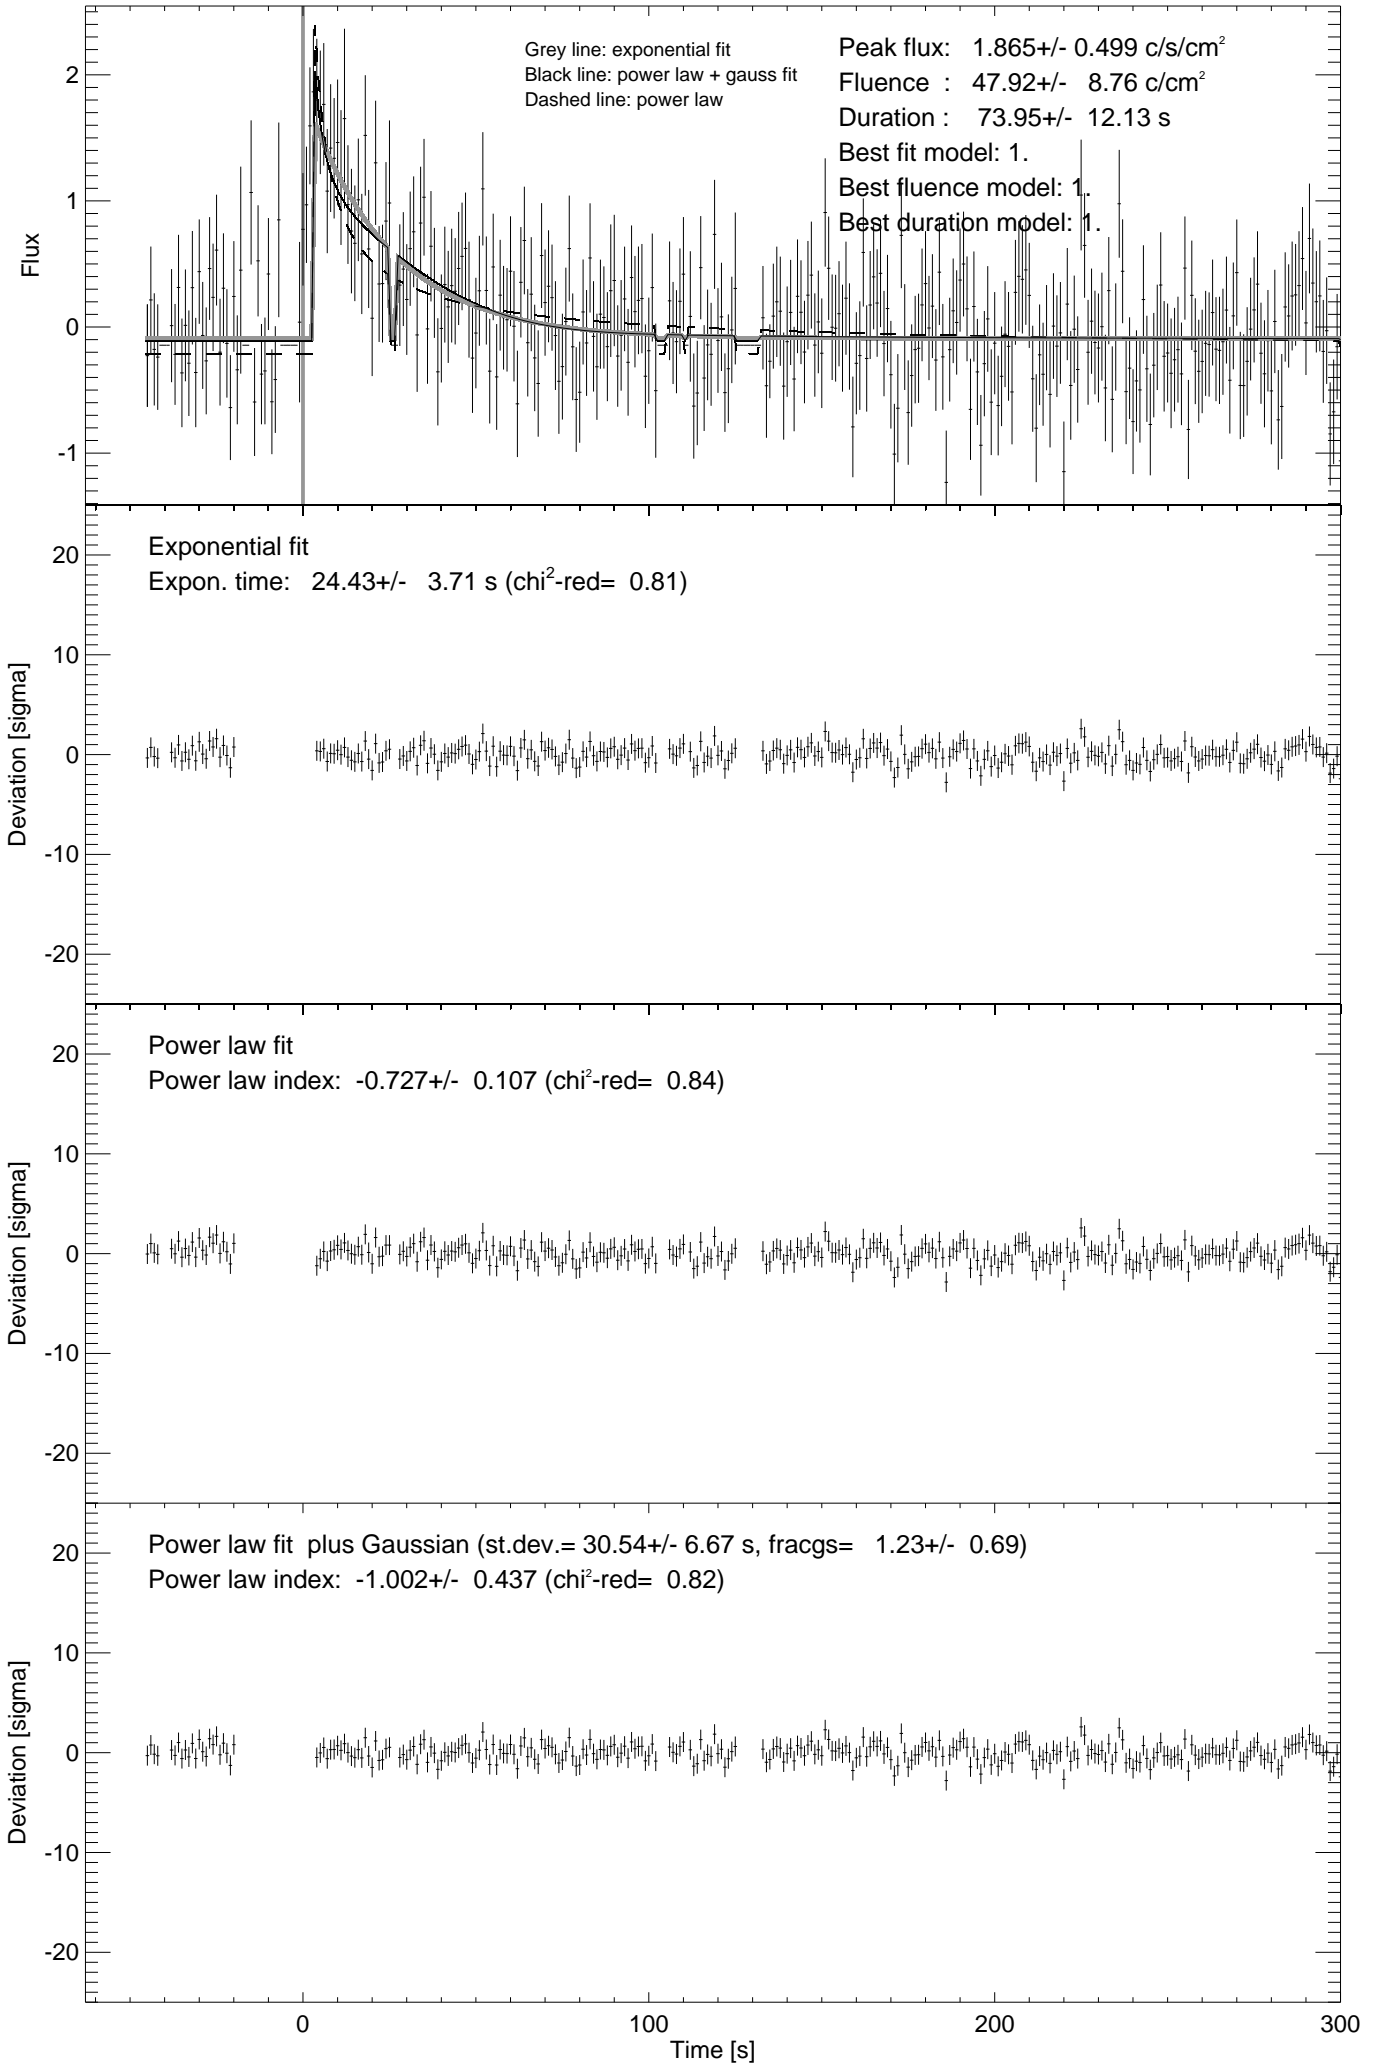 Grey line: exponential fit
Black line: power law + gauss fit
Dashed line: power law
Peak flux: 1.865+/- 0.499 c/s/cm²
Fluence : 47.92+/- 8.76 c/cm²
Duration : 73.95+/- 12.13 s
Best fit model: 1.
Best fluence model: 1.
Best duration model: 1.
2
1
0
-1
Flux
Exponential fit
Expon. time: 24.43+/- 3.71 s (chi²-red= 0.81)
20
10
0
-10
-20
Deviation [sigma]
Power law fit
Power law index: -0.727+/- 0.107 (chi²-red= 0.84)
20
10
0
-10
-20
Deviation [sigma]
Power law fit plus Gaussian (st.dev.= 30.54+/- 6.67 s, fracgs= 1.23+/- 0.69)
Power law index: -1.002+/- 0.437 (chi²-red= 0.82)
20
10
0
-10
-20
Deviation [sigma]
0 100 200 300
Time [s]